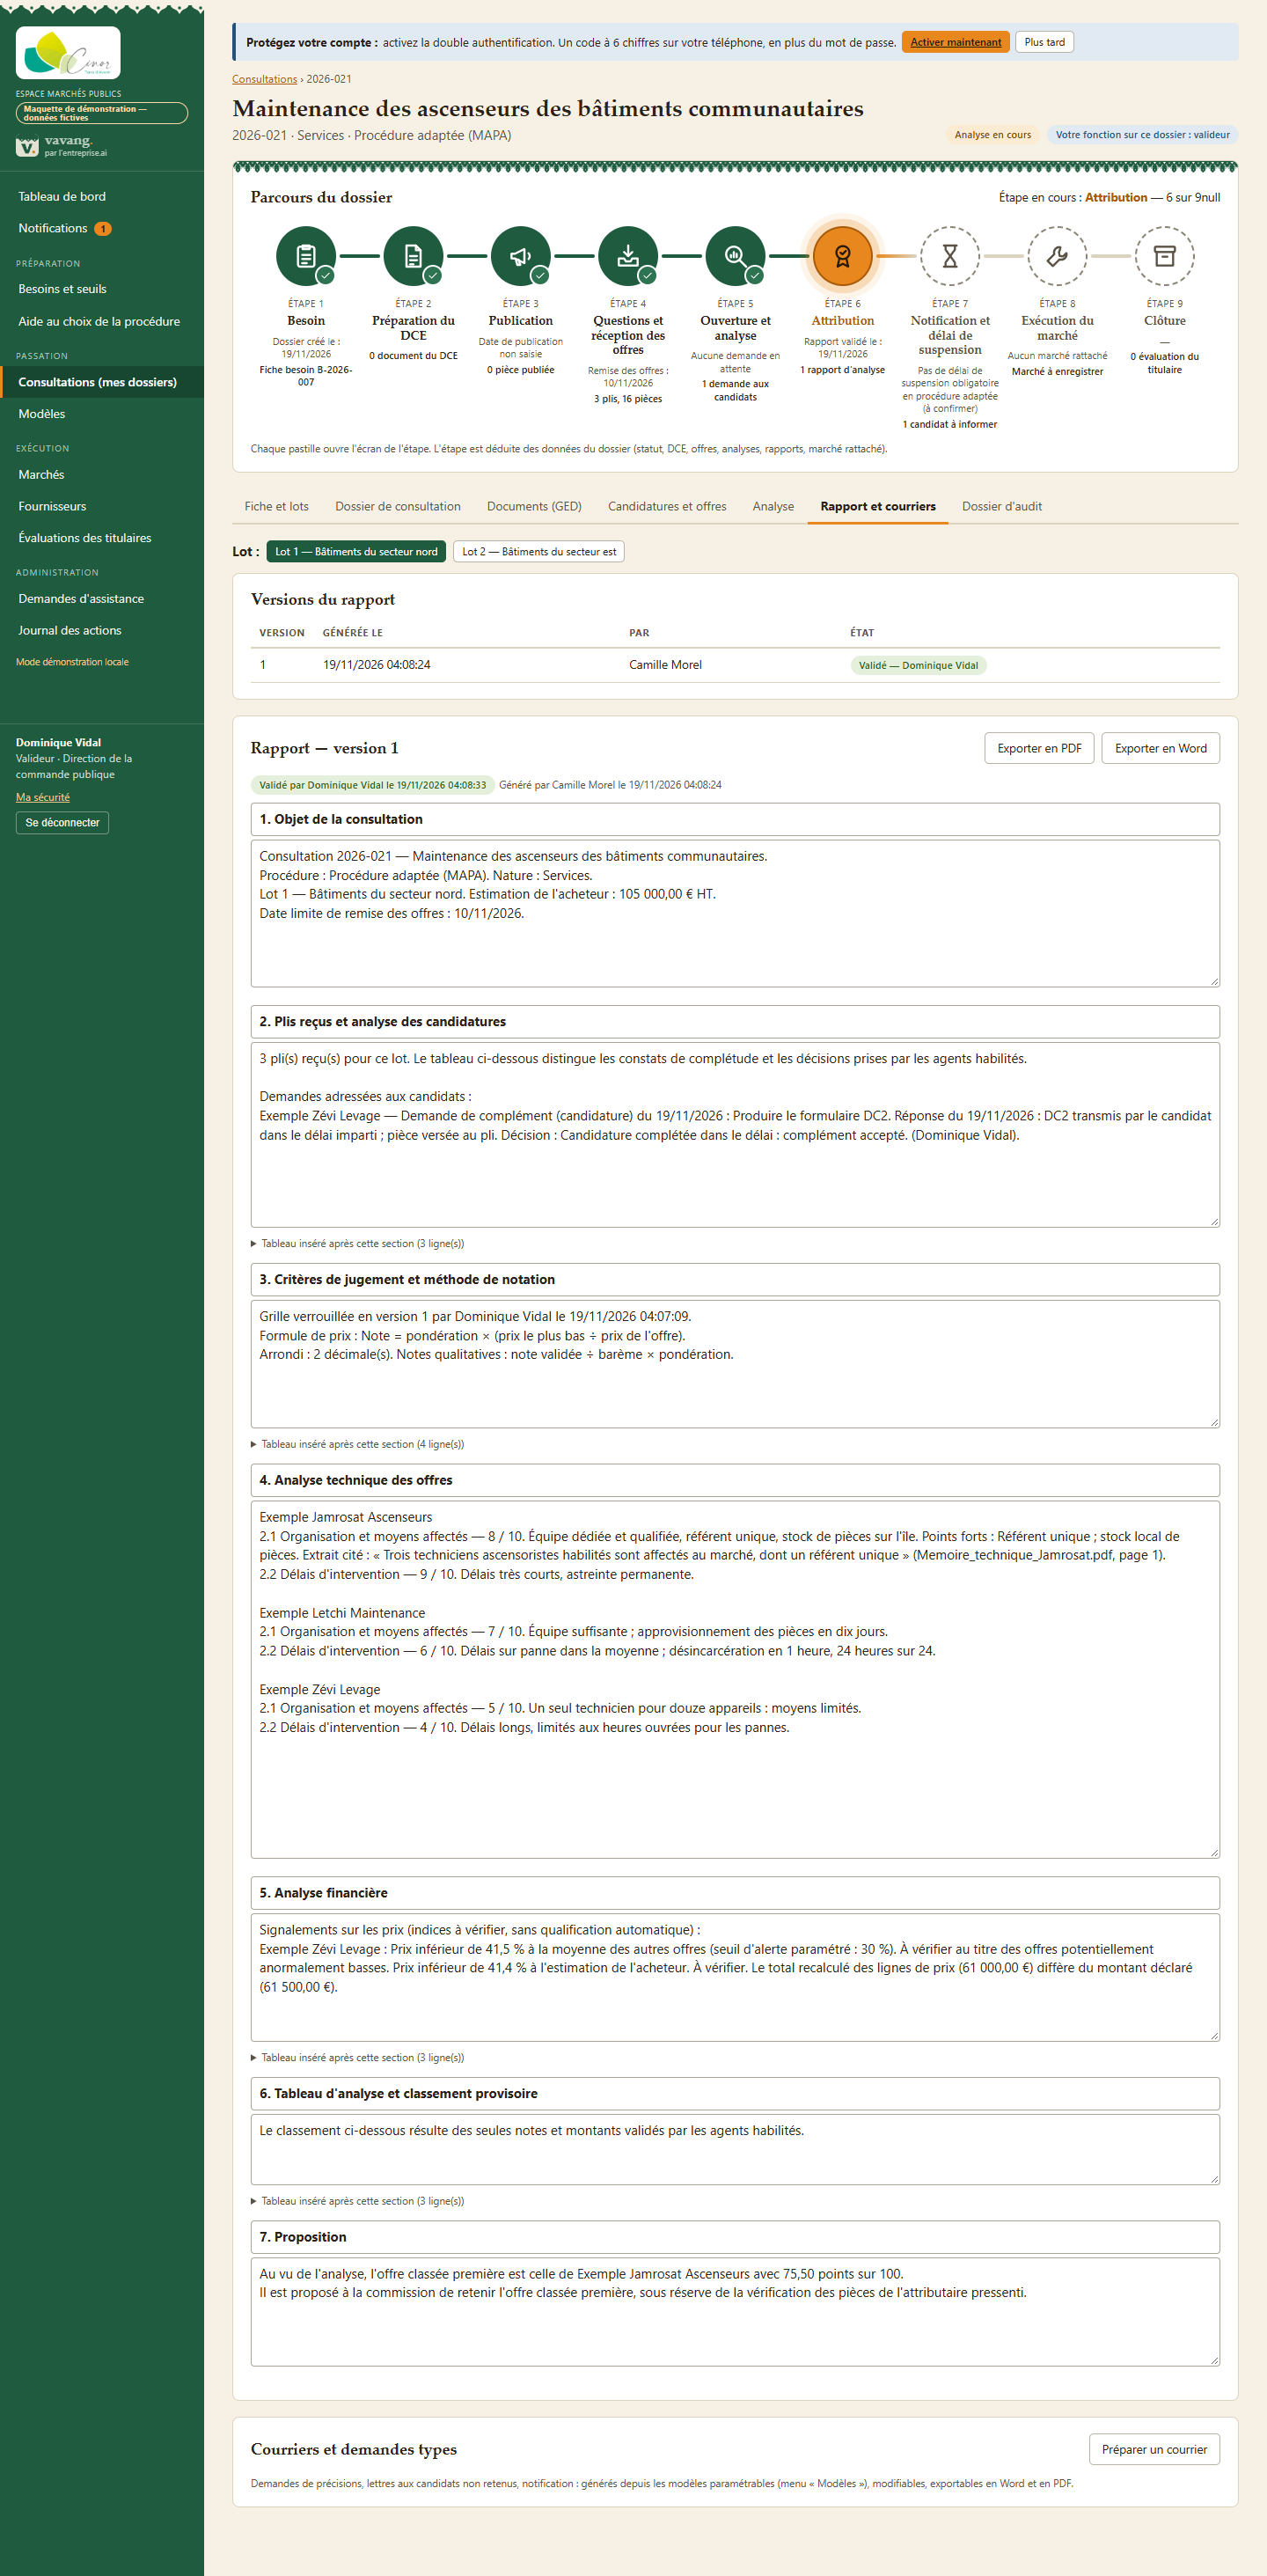 Cinor
ESPACE MARCHÉS PUBLICS
Maquette de démonstration —
données fictives
vavang.
par l'entreprise.ai
Tableau de bord
Notifications 1
PRÉPARATION
Besoins et seuils
Aide au choix de la procédure
PASSATION
Consultations (mes dossiers)
Modèles
EXÉCUTION
Marchés
Fournisseurs
Évaluations des titulaires
ADMINISTRATION
Demandes d'assistance
Journal des actions
Mode démonstration locale
Dominique Vidal
Valideur · Direction de la
commande publique
Ma sécurité
Se déconnecter
Protégez votre compte : activez la double authentification. Un code à 6 chiffres sur votre téléphone, en plus du mot de passe. Activer maintenant Plus tard
Consultations › 2026-021
Maintenance des ascenseurs des bâtiments communautaires
2026-021 · Services · Procédure adaptée (MAPA)
Analyse en cours Votre fonction sur ce dossier : valideur
Parcours du dossier
Étape en cours : Attribution — 6 sur 9null
ÉTAPE 1
Besoin
Dossier créé le :
19/11/2026
Fiche besoin B-2026-
007
ÉTAPE 2
Préparation du
DCE
0 document du DCE
ÉTAPE 3
Publication
Date de publication
non saisie
0 pièce publiée
ÉTAPE 4
Questions et
réception des
offres
Remise des offres :
10/11/2026
3 plis, 16 pièces
ÉTAPE 5
Ouverture et
analyse
Aucune demande en
attente
1 demande aux
candidats
ÉTAPE 6
Attribution
Rapport validé le :
19/11/2026
1 rapport d'analyse
ÉTAPE 7
Notification et
délai de
suspension
Pas de délai de
suspension obligatoire
en procédure adaptée
(à confirmer)
1 candidat à informer
ÉTAPE 8
Exécution du
marché
Aucun marché rattaché
Marché à enregistrer
ÉTAPE 9
Clôture
—
0 évaluation du
titulaire
Chaque pastille ouvre l'écran de l'étape. L'étape est déduite des données du dossier (statut, DCE, offres, analyses, rapports, marché rattaché).
Fiche et lots Dossier de consultation Documents (GED) Candidatures et offres Analyse Rapport et courriers Dossier d'audit
Lot : Lot 1 — Bâtiments du secteur nord Lot 2 — Bâtiments du secteur est
Versions du rapport
VERSION GÉNÉRÉE LE PAR ÉTAT
1 19/11/2026 04:08:24 Camille Morel Validé — Dominique Vidal
Rapport — version 1
Exporter en PDF Exporter en Word
Validé par Dominique Vidal le 19/11/2026 04:08:33 Généré par Camille Morel le 19/11/2026 04:08:24
1. Objet de la consultation
Consultation 2026-021 — Maintenance des ascenseurs des bâtiments communautaires.
Procédure : Procédure adaptée (MAPA). Nature : Services.
Lot 1 — Bâtiments du secteur nord. Estimation de l'acheteur : 105 000,00 € HT.
Date limite de remise des offres : 10/11/2026.
2. Plis reçus et analyse des candidatures
3 pli(s) reçu(s) pour ce lot. Le tableau ci-dessous distingue les constats de complétude et les décisions prises par les agents habilités.
Demandes adressées aux candidats :
Exemple Zévi Levage — Demande de complément (candidature) du 19/11/2026 : Produire le formulaire DC2. Réponse du 19/11/2026 : DC2 transmis par le candidat
dans le délai imparti ; pièce versée au pli. Décision : Candidature complétée dans le délai : complément accepté. (Dominique Vidal).
Tableau inséré après cette section (3 ligne(s))
3. Critères de jugement et méthode de notation
Grille verrouillée en version 1 par Dominique Vidal le 19/11/2026 04:07:09.
Formule de prix : Note = pondération × (prix le plus bas ÷ prix de l'offre).
Arrondi : 2 décimale(s). Notes qualitatives : note validée ÷ barème × pondération.
Tableau inséré après cette section (4 ligne(s))
4. Analyse technique des offres
Exemple Jamrosat Ascenseurs
2.1 Organisation et moyens affectés — 8 / 10. Équipe dédiée et qualifiée, référent unique, stock de pièces sur l'île. Points forts : Référent unique ; stock local de
pièces. Extrait cité : « Trois techniciens ascensoristes habilités sont affectés au marché, dont un référent unique » (Memoire_technique_Jamrosat.pdf, page 1).
2.2 Délais d'intervention — 9 / 10. Délais très courts, astreinte permanente.
Exemple Letchi Maintenance
2.1 Organisation et moyens affectés — 7 / 10. Équipe suffisante ; approvisionnement des pièces en dix jours.
2.2 Délais d'intervention — 6 / 10. Délais sur panne dans la moyenne ; désincarcération en 1 heure, 24 heures sur 24.
Exemple Zévi Levage
2.1 Organisation et moyens affectés — 5 / 10. Un seul technicien pour douze appareils : moyens limités.
2.2 Délais d'intervention — 4 / 10. Délais longs, limités aux heures ouvrées pour les pannes.
5. Analyse financière
Signalements sur les prix (indices à vérifier, sans qualification automatique) :
Exemple Zévi Levage : Prix inférieur de 41,5 % à la moyenne des autres offres (seuil d'alerte paramétré : 30 %). À vérifier au titre des offres potentiellement
anormalement basses. Prix inférieur de 41,4 % à l'estimation de l'acheteur. À vérifier. Le total recalculé des lignes de prix (61 000,00 €) diffère du montant déclaré
(61 500,00 €).
Tableau inséré après cette section (3 ligne(s))
6. Tableau d'analyse et classement provisoire
Le classement ci-dessous résulte des seules notes et montants validés par les agents habilités.
Tableau inséré après cette section (3 ligne(s))
7. Proposition
Au vu de l'analyse, l'offre classée première est celle de Exemple Jamrosat Ascenseurs avec 75,50 points sur 100.
Il est proposé à la commission de retenir l'offre classée première, sous réserve de la vérification des pièces de l'attributaire pressenti.
Courriers et demandes types
Préparer un courrier
Demandes de précisions, lettres aux candidats non retenus, notification : générés depuis les modèles paramétrables (menu « Modèles »), modifiables, exportables en Word et en PDF.